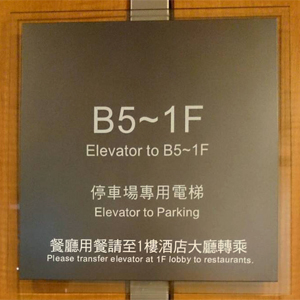 B5~1F
Elevator to B5~1F
停車場專用電梯
Elevator to Parking
餐廳用餐請至1樓酒店大廳轉乘
Please transfer elevator at 1F lobby to restaurants.